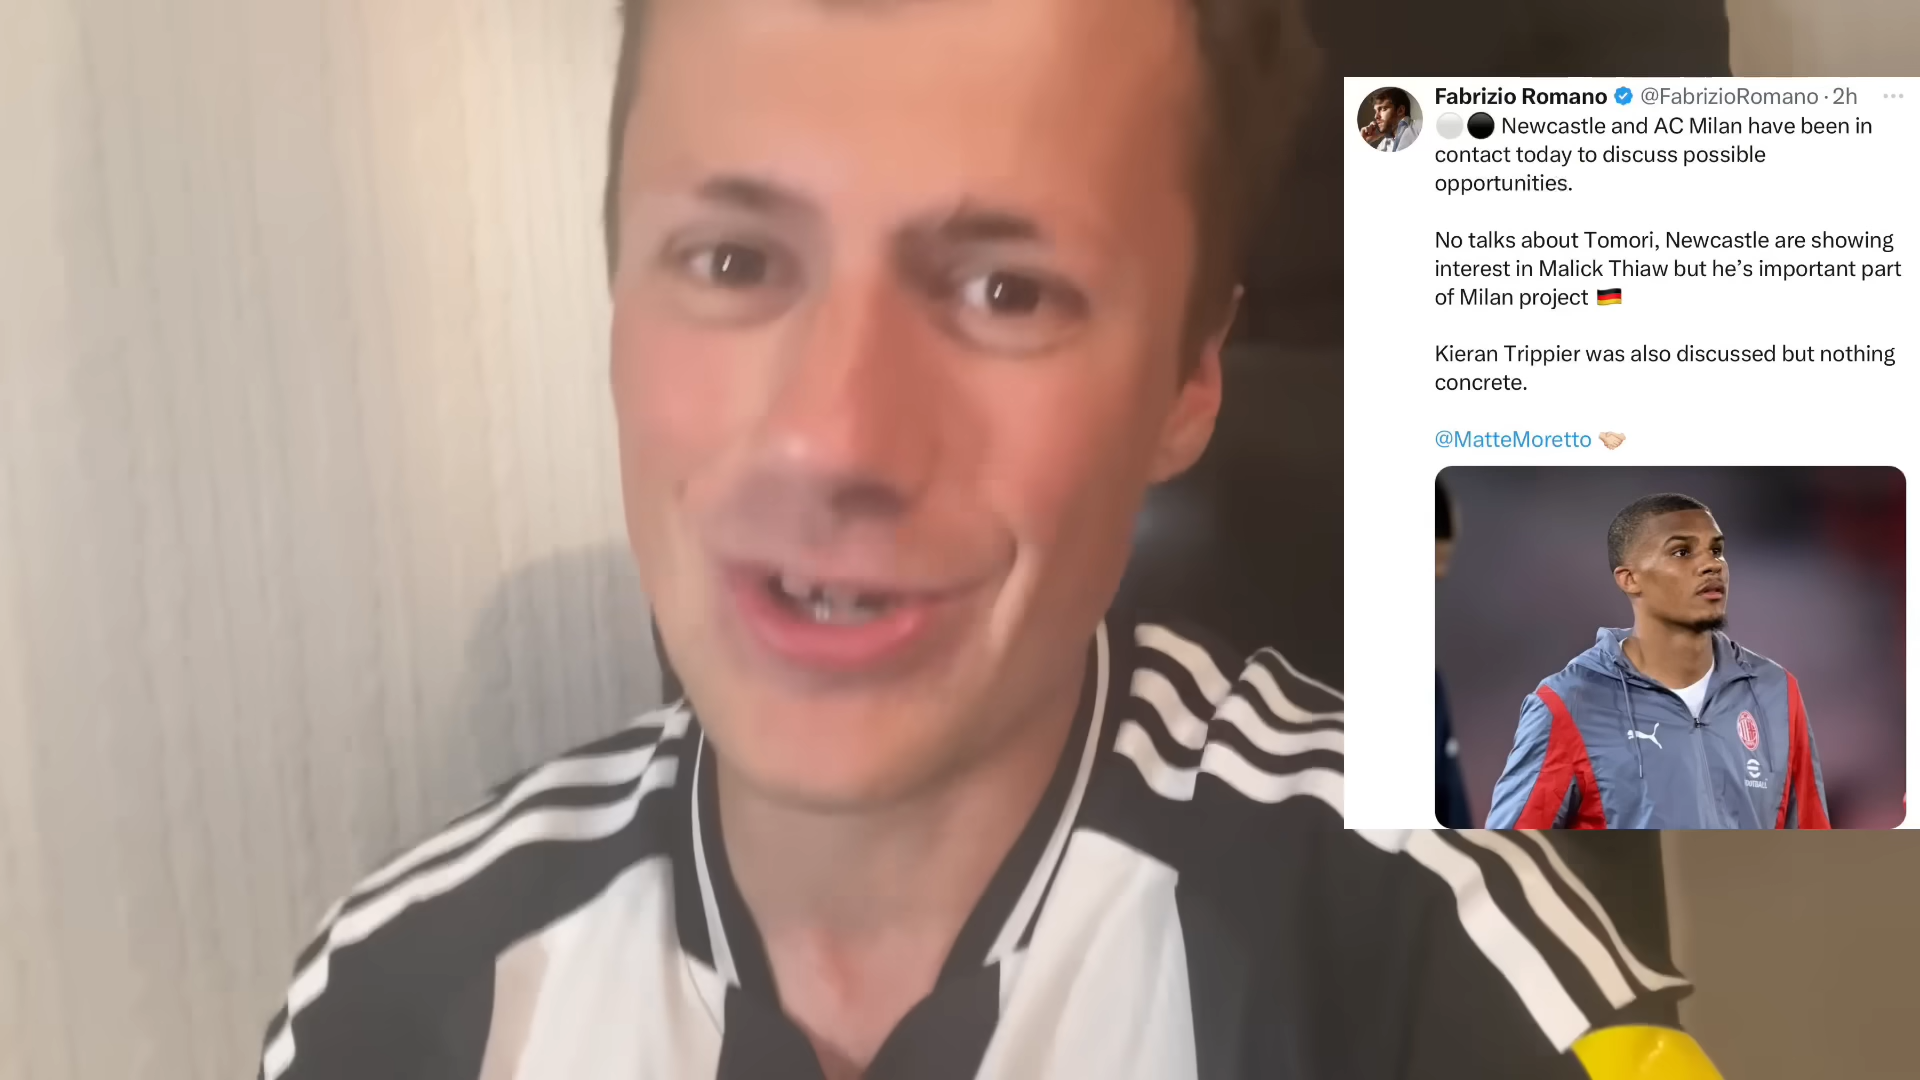 Fabrizio Romano @FabrizioRomano · 2h
⚪⚫ Newcastle and AC Milan have been in
contact today to discuss possible
opportunities.
No talks about Tomori, Newcastle are showing
interest in Malick Thiaw but he’s important part
of Milan project 🇩🇪
Kieran Trippier was also discussed but nothing
concrete.
@MatteMoretto 🤝🏻